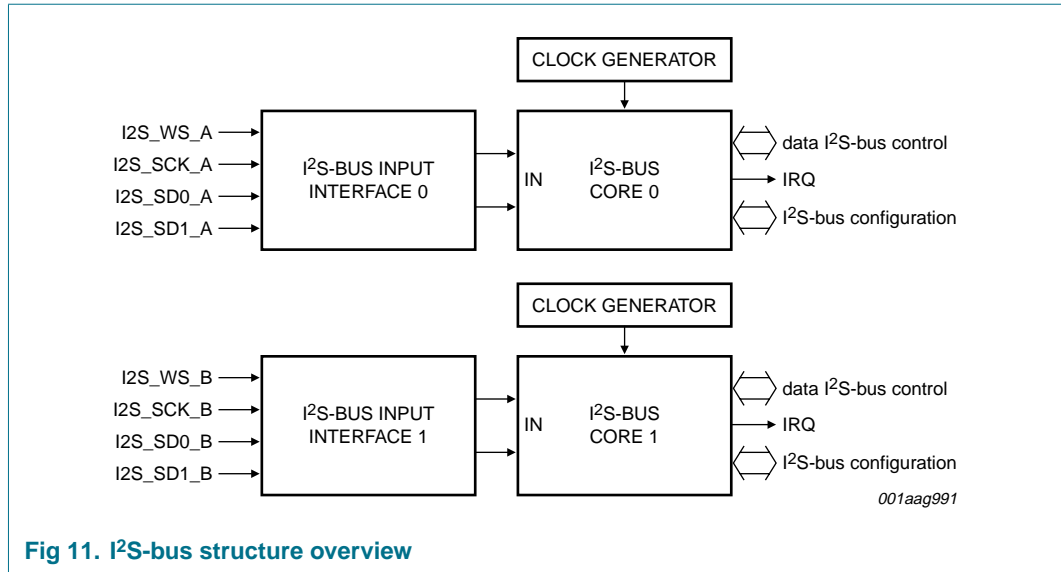 CLOCK GENERATOR
I2S_WS_A
I2S_SCK_A
I2S_SD0_A
I2S_SD1_A
I²S-BUS INPUT
INTERFACE 0
IN
I²S-BUS
CORE 0
data I²S-bus control
IRQ
I²S-bus configuration
CLOCK GENERATOR
I2S_WS_B
I2S_SCK_B
I2S_SD0_B
I2S_SD1_B
I²S-BUS INPUT
INTERFACE 1
IN
I²S-BUS
CORE 1
data I²S-bus control
IRQ
I²S-bus configuration
001aag991
Fig 11. I²S-bus structure overview